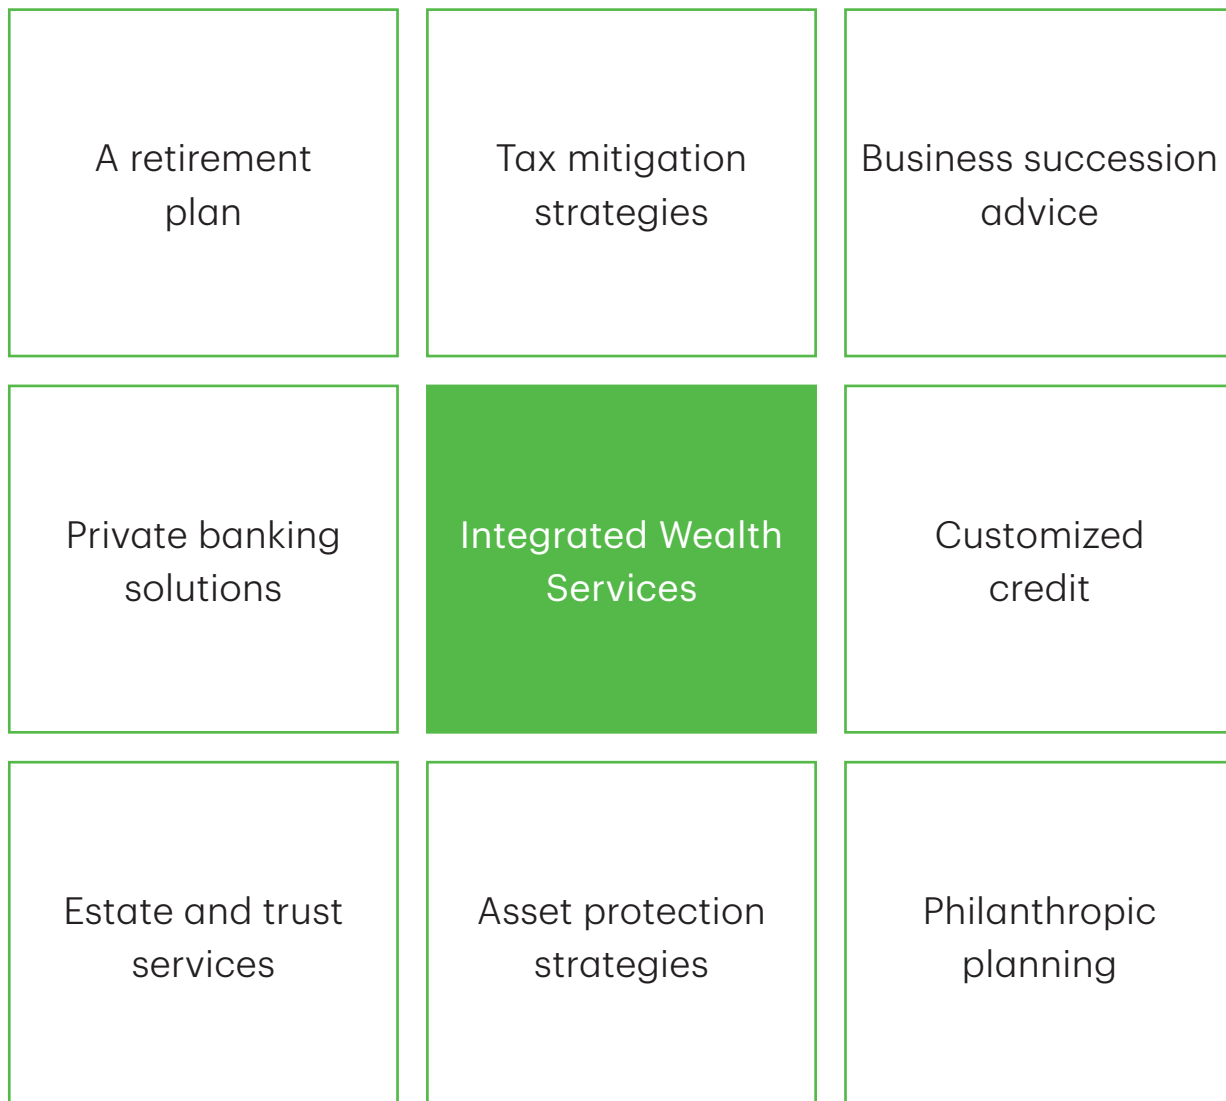 A retirement
plan
Tax mitigation
strategies
Business succession
advice
Private banking
solutions
Integrated Wealth
Services
Customized
credit
Estate and trust
services
Asset protection
strategies
Philanthropic
planning